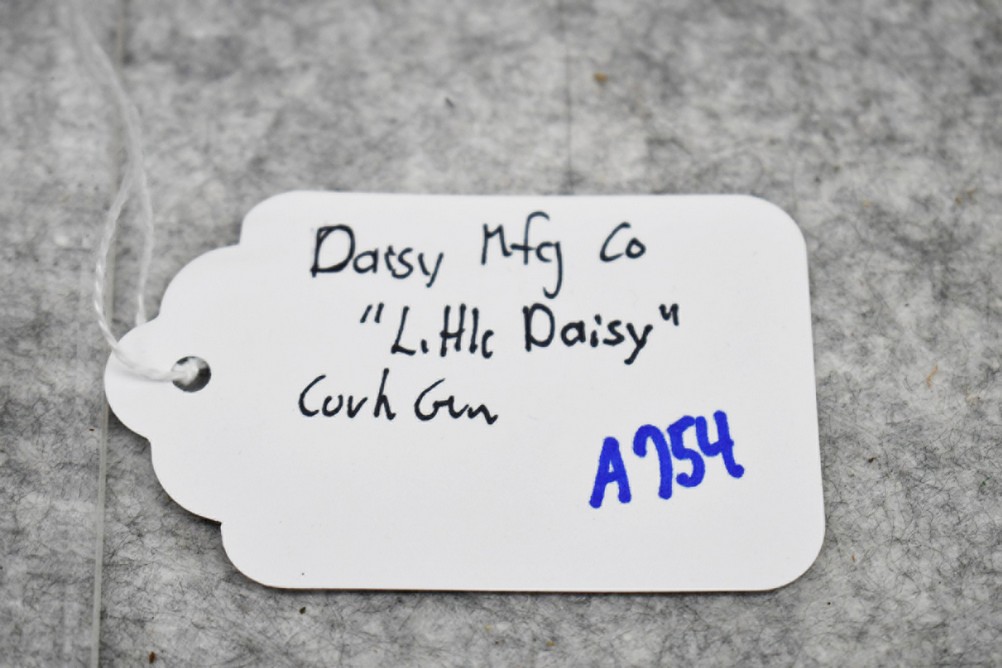 Daisy Mfg Co
"Little Daisy"
Cork Gun
A754